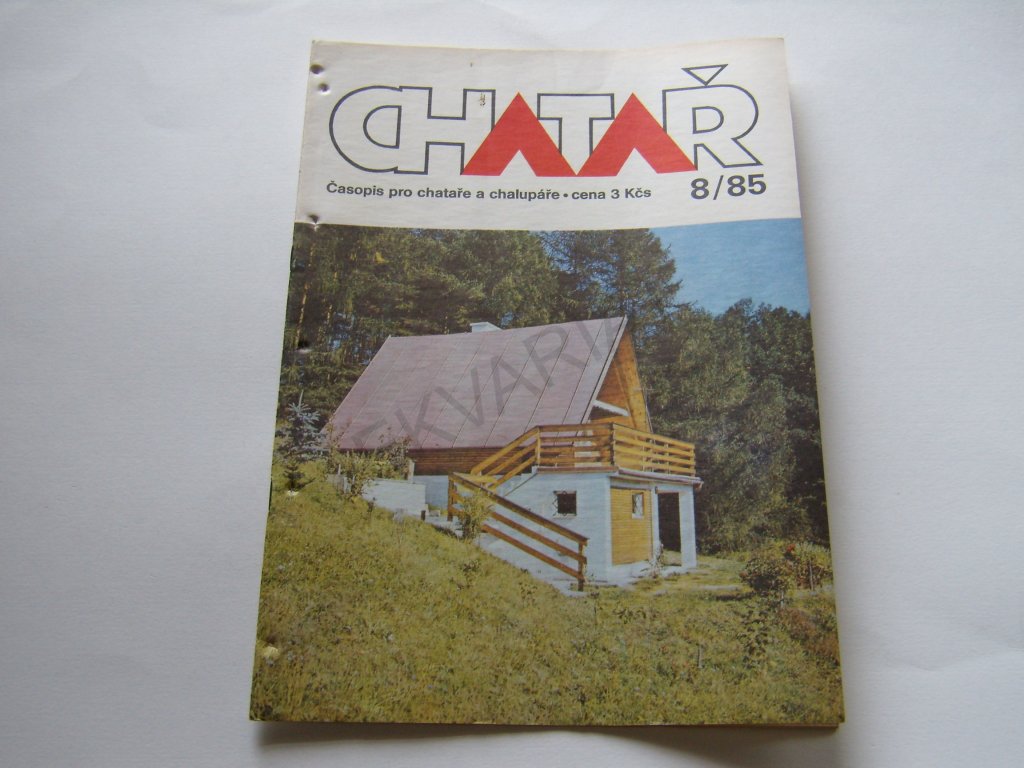 CHATAŘ
Časopis pro chataře a chalupáře • cena 3 Kčs
8/85